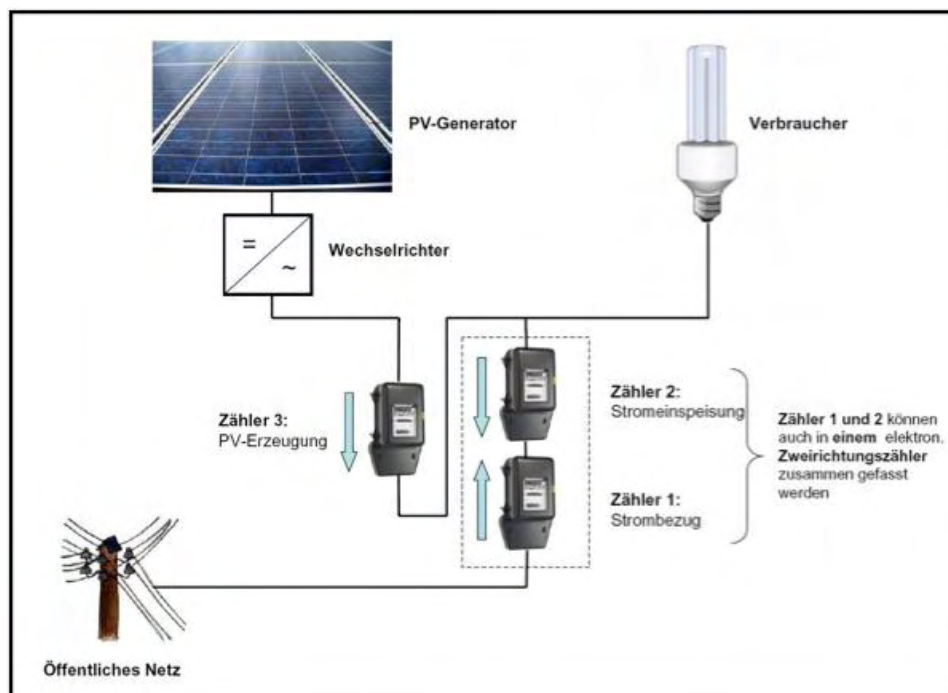 PV-Generator
Verbraucher
=
~
Wechselrichter
Zähler 3:
PV-Erzeugung
Zähler 2:
Stromeinspeisung
Zähler 1:
Strombezug
Zähler 1 und 2 können
auch in einem elektron.
Zweirichtungszähler
zusammen gefasst
werden
Öffentliches Netz